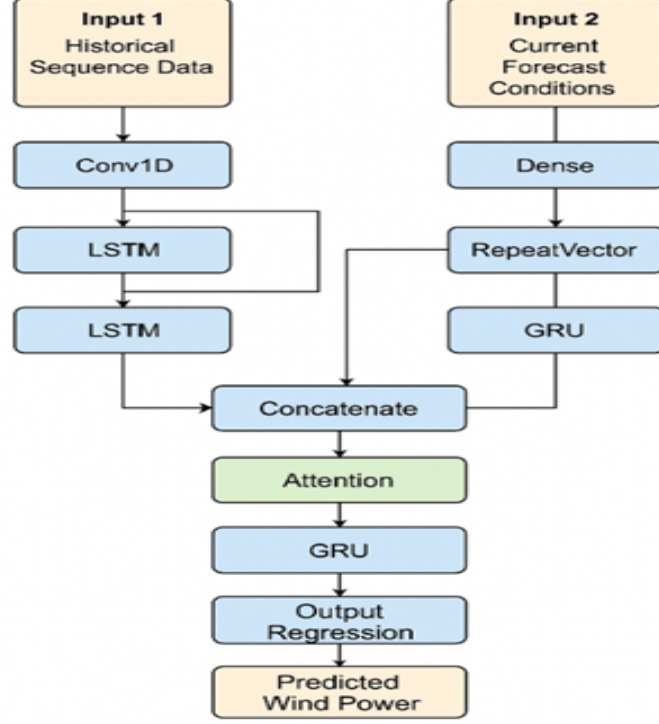 Input 1
Historical
Sequence Data
Input 2
Current
Forecast
Conditions
Conv1D
Dense
LSTM
RepeatVector
LSTM
GRU
Concatenate
Attention
GRU
Output
Regression
Predicted
Wind Power